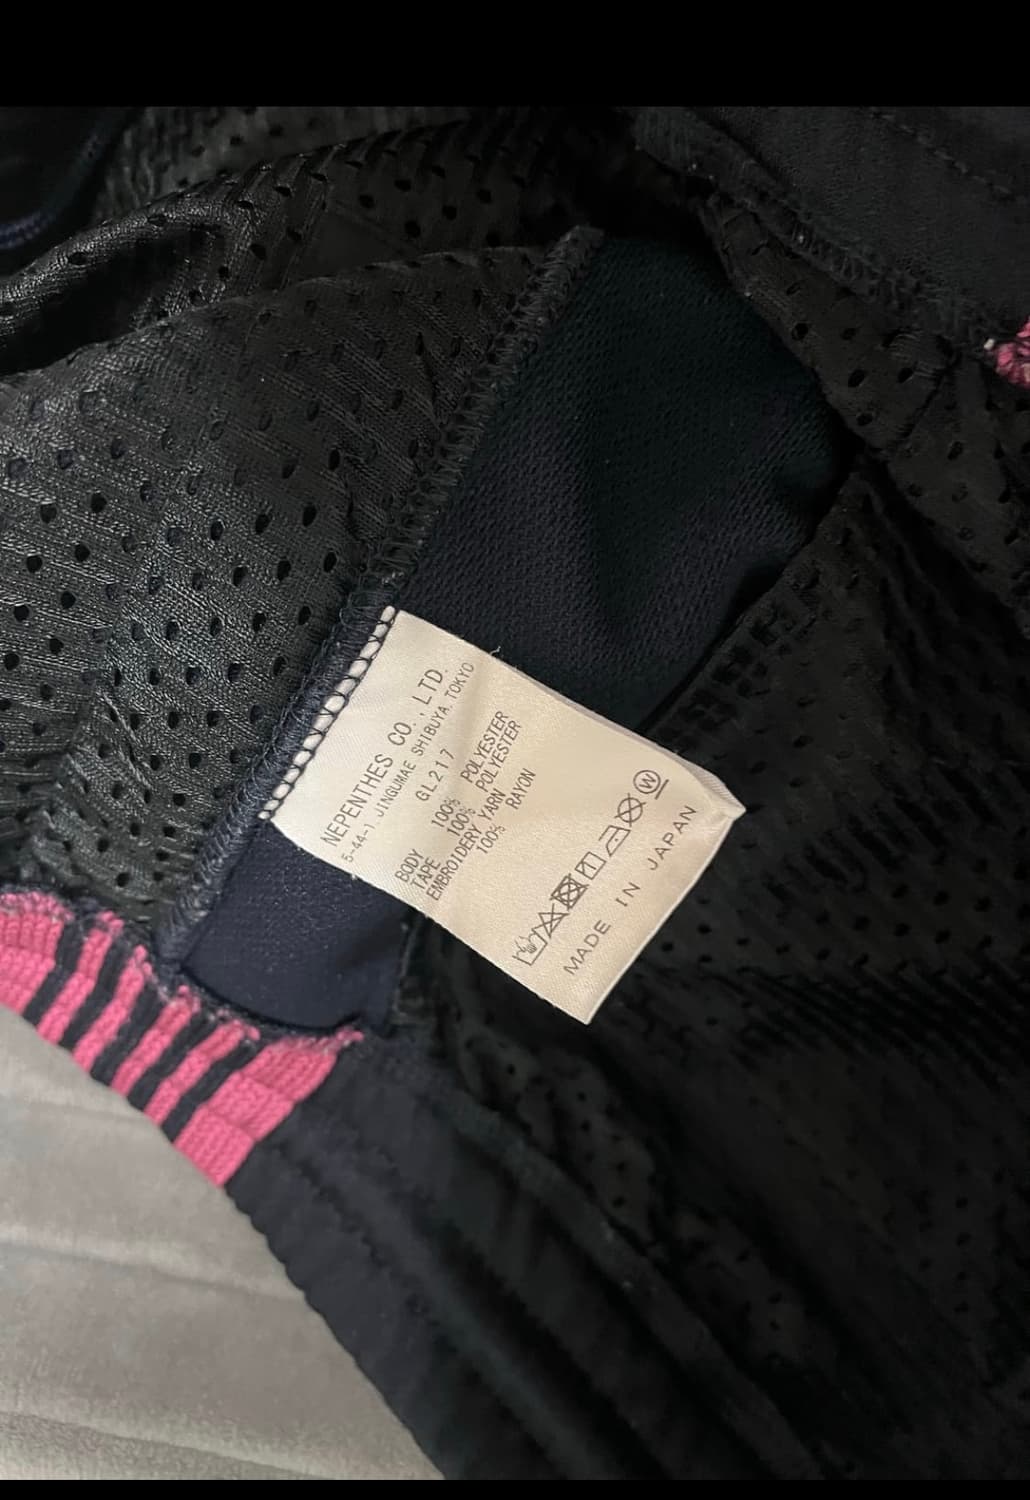 NEPENTHES CO., LTD.
5-44-1 JINGUMAE SHIBUYA TOKYO
GL217
BODY 100% POLYESTER
TAPE 100% POLYESTER
EMBROIDERY YARN
100% RAYON
W
MADE IN JAPAN